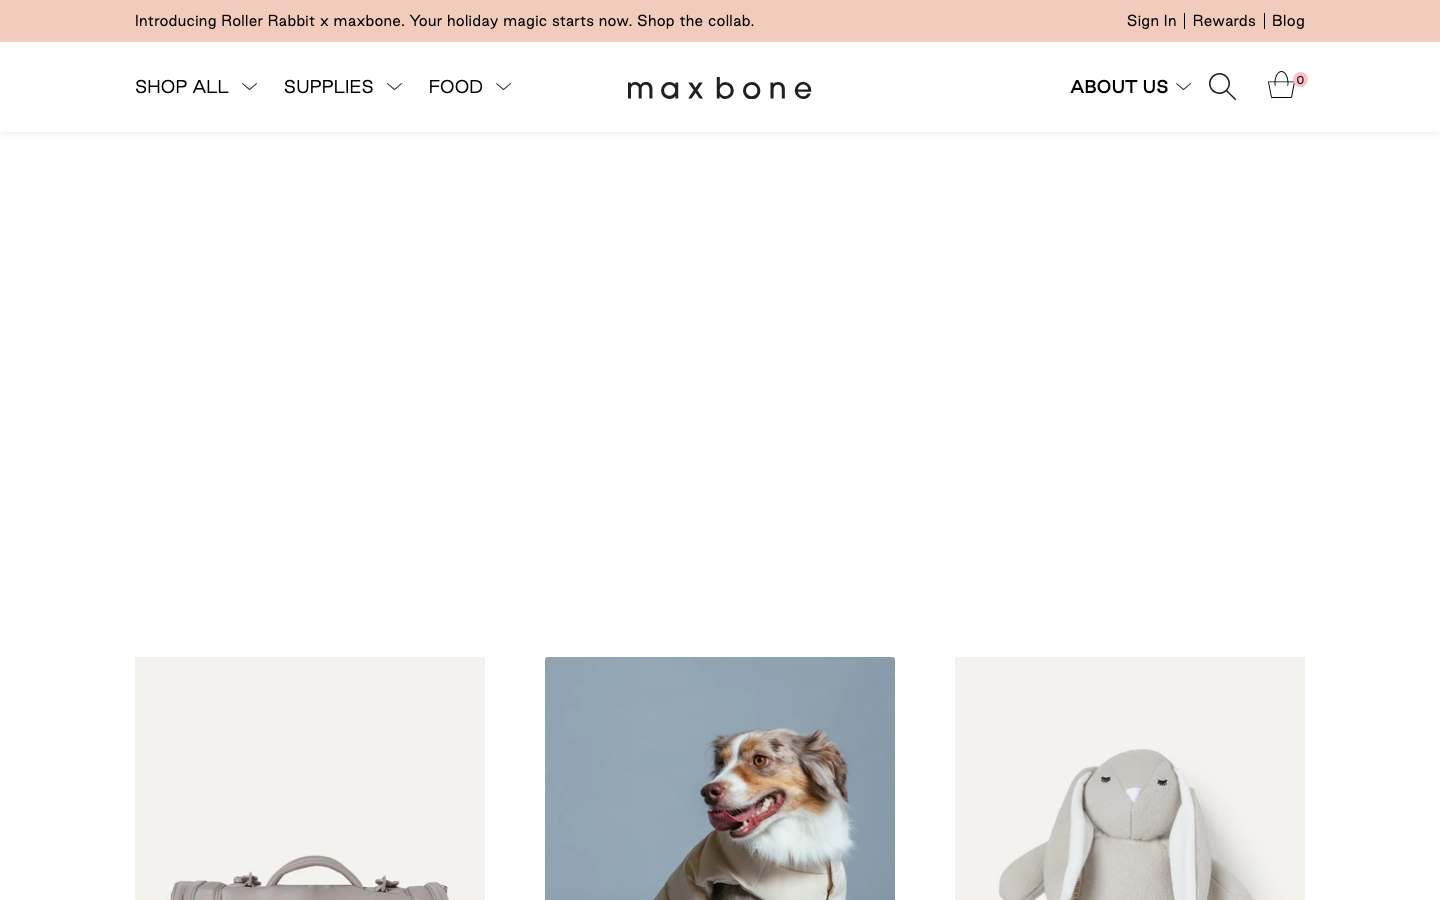 Introducing Roller Rabbit x maxbone. Your holiday magic starts now. Shop the collab.
Sign In | Rewards | Blog
SHOP ALL SUPPLIES FOOD maxbone ABOUT US 0